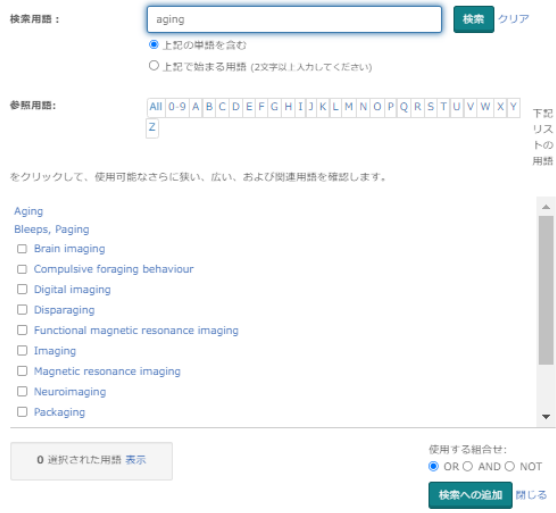 検索用語： aging 検索 クリア
上記の単語を含む
上記で始まる用語 (2文字以上入力してください)
参照用語: All 0-9 A B C D E F G H I J K L M N O P Q R S T U V W X Y
Z
下記
リス
トの
用語
をクリックして、使用可能なさらに狭い、広い、および関連用語を確認します。
Aging
Bleeps, Paging
Brain imaging
Compulsive foraging behaviour
Digital imaging
Disparaging
Functional magnetic resonance imaging
Imaging
Magnetic resonance imaging
Neuroimaging
Packaging
0 選択された用語 表示
使用する組合せ:
OR AND NOT
検索への追加 閉じる